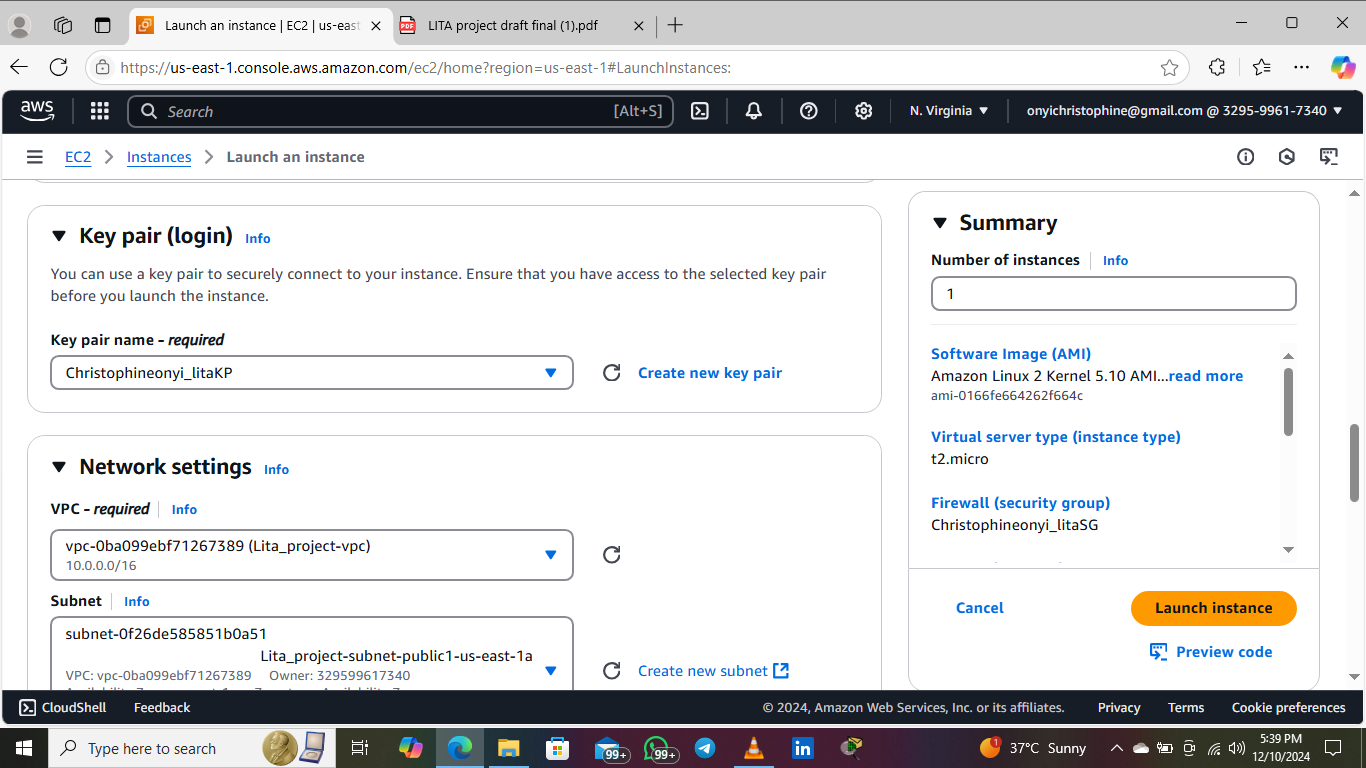 Launch an instance | EC2 | us-eas
LITA project draft final (1).pdf
https://us-east-1.console.aws.amazon.com/ec2/home?region=us-east-1#LaunchInstances:
aws
Search
[Alt+S]
N. Virginia
onyichristophine@gmail.com @ 3295-9961-7340
EC2
Instances
Launch an instance
Key pair (login)
Info
You can use a key pair to securely connect to your instance. Ensure that you have access to the selected key pair
before you launch the instance.
Key pair name - required
Christophineonyi_litaKP
Create new key pair
Network settings
Info
VPC - required
Info
vpc-0ba099ebf71267389 (Lita_project-vpc)
10.0.0.0/16
Subnet
Info
subnet-0f26de585851b0a51
Lita_project-subnet-public1-us-east-1a
VPC: vpc-0ba099ebf71267389
Owner: 329599617340
Create new subnet
Summary
Number of instances
Info
1
Software Image (AMI)
Amazon Linux 2 Kernel 5.10 AMI...read more
ami-0166fe664262f664c
Virtual server type (instance type)
t2.micro
Firewall (security group)
Christophineonyi_litaSG
Cancel
Launch instance
Preview code
CloudShell
Feedback
© 2024, Amazon Web Services, Inc. or its affiliates.
Privacy
Terms
Cookie preferences
Type here to search
99+
99+
1
37°C Sunny
5:39 PM
12/10/2024